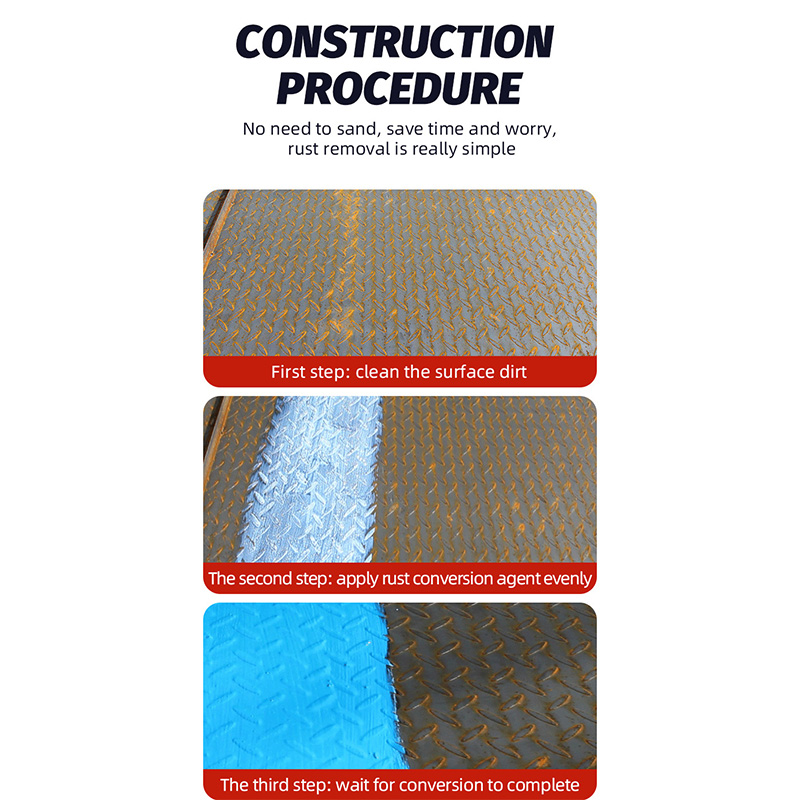 CONSTRUCTION
PROCEDURE
No need to sand, save time and worry,
rust removal is really simple
First step: clean the surface dirt
The second step: apply rust conversion agent evenly
The third step: wait for conversion to complete